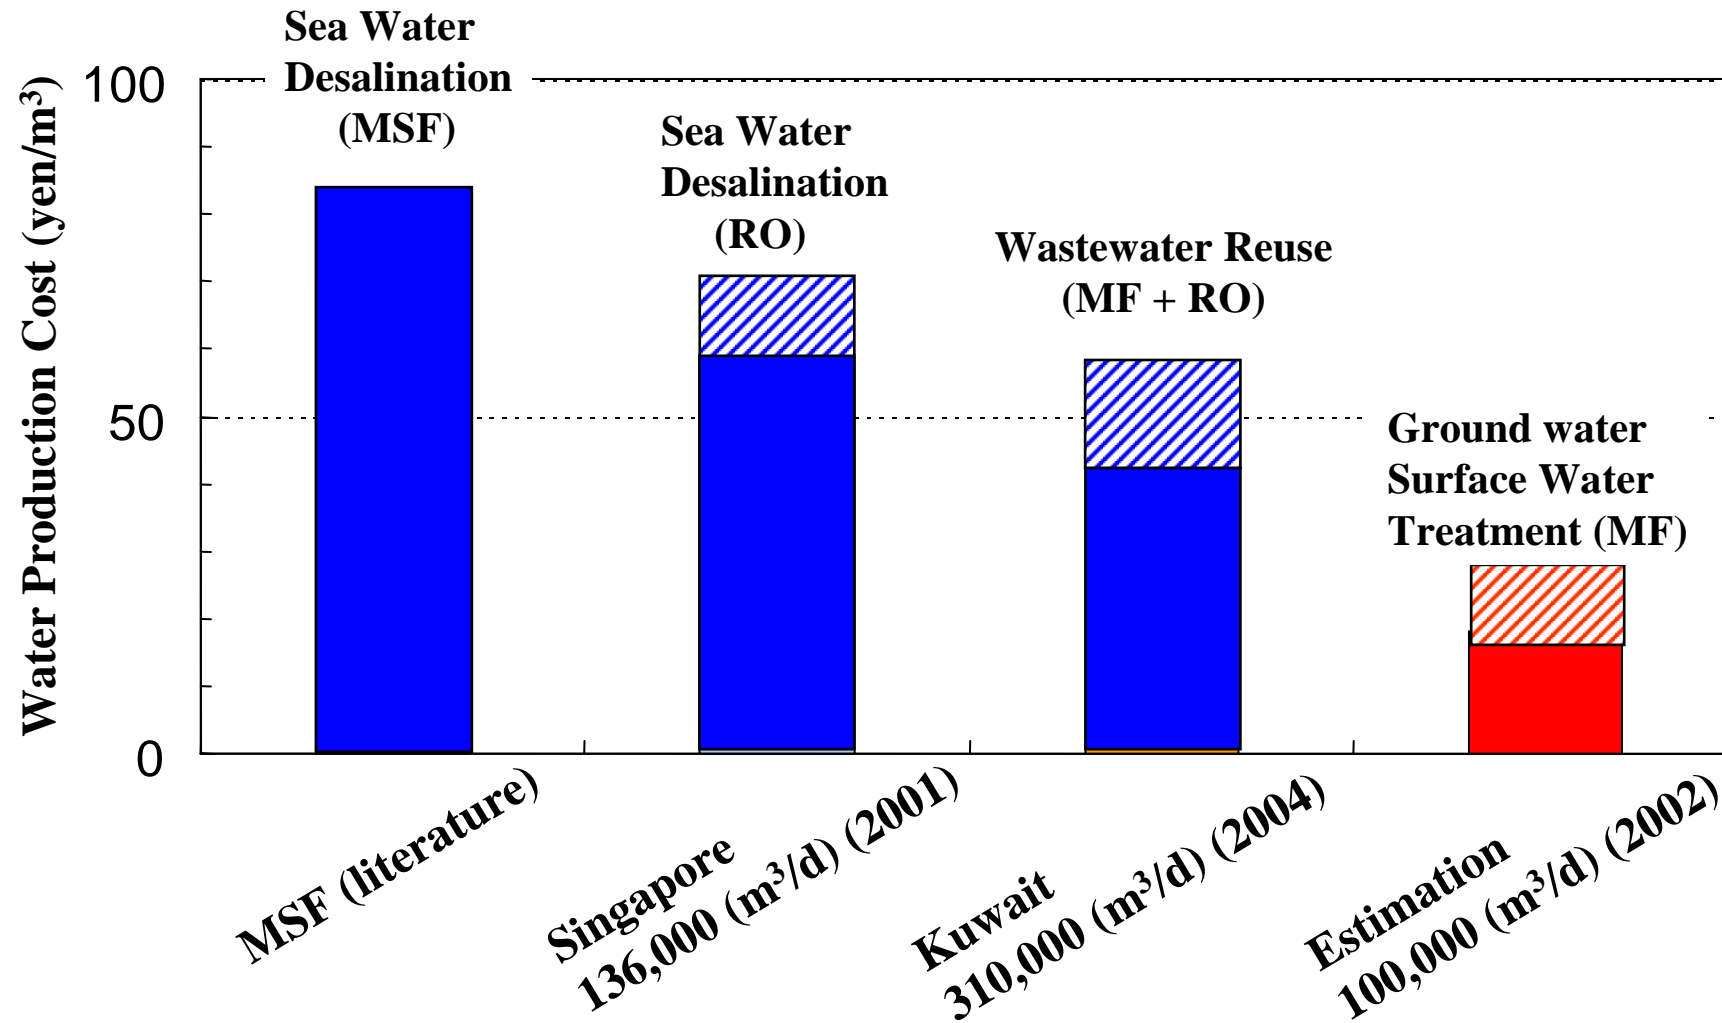 Water Production Cost (yen/m³)
100
50
0
Sea Water
Desalination
(MSF)
Sea Water
Desalination
(RO)
Wastewater Reuse
(MF + RO)
Ground water
Surface Water
Treatment (MF)
MSF (literature)
Singapore
136,000 (m³/d) (2001)
Kuwait
310,000 (m³/d) (2004)
Estimation
100,000 (m³/d) (2002)